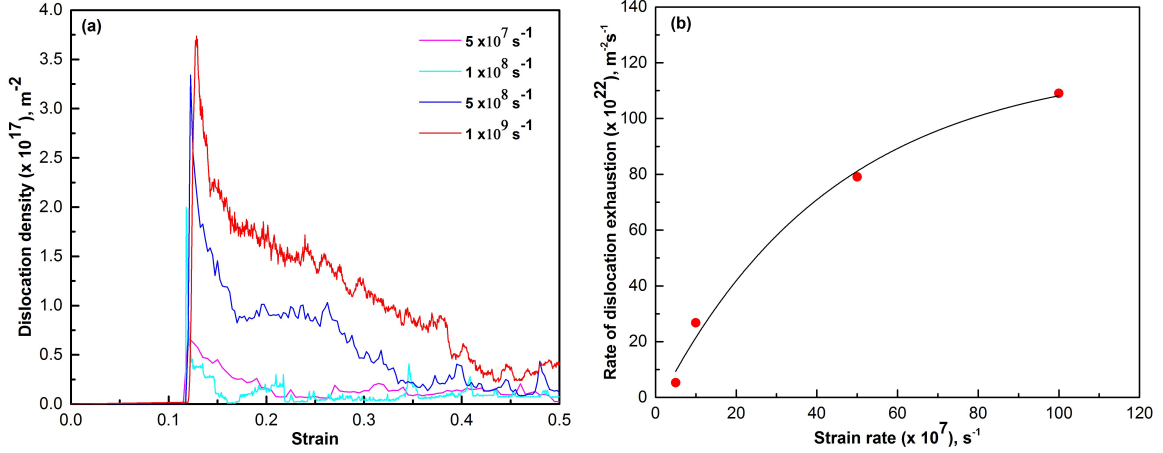 (a)
5 x10⁷ s⁻¹
1 x10⁸ s⁻¹
5 x10⁸ s⁻¹
1 x10⁹ s⁻¹
4.0
3.5
3.0
2.5
2.0
1.5
1.0
0.5
0.0
Dislocation density (x 10¹⁷), m⁻²
0.0 0.1 0.2 0.3 0.4 0.5
Strain
(b)
140
120
100
80
60
40
20
0
Rate of dislocation exhaustion (x 10²²), m⁻²s⁻¹
0 20 40 60 80 100 120
Strain rate (x 10⁷), s⁻¹